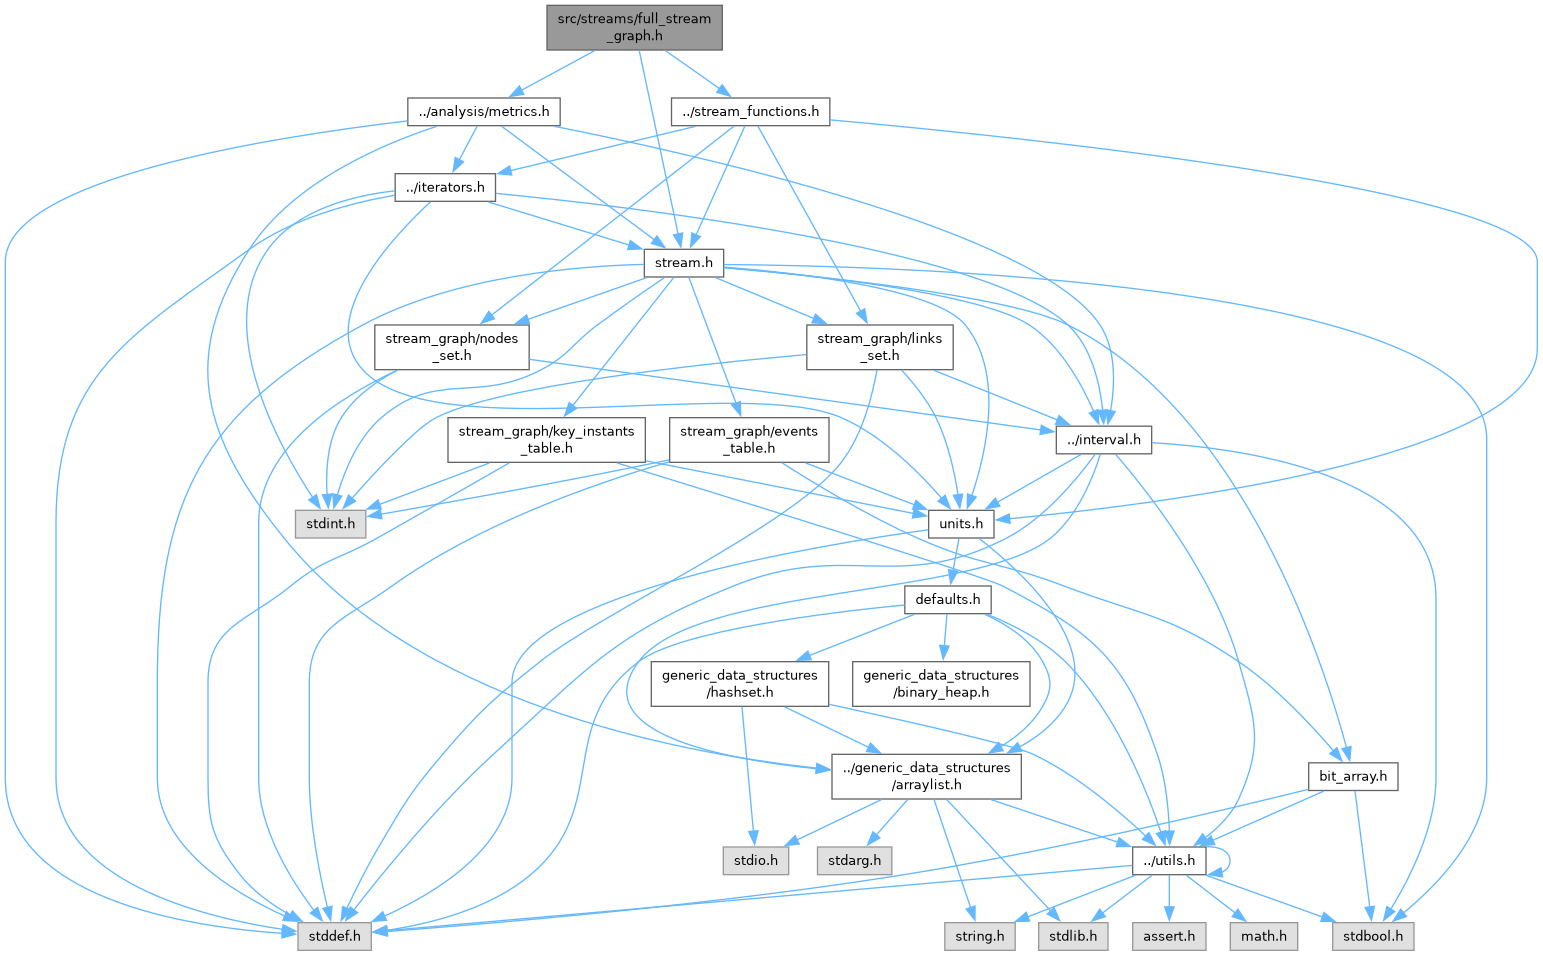 src/streams/full_stream
_graph.h
../analysis/metrics.h
../stream_functions.h
../iterators.h
stream.h
stream_graph/nodes
_set.h
stream_graph/links
_set.h
stream_graph/key_instants
_table.h
stream_graph/events
_table.h
../interval.h
stdint.h
units.h
defaults.h
generic_data_structures
/hashset.h
generic_data_structures
/binary_heap.h
../generic_data_structures
/arraylist.h
bit_array.h
stdio.h
stdarg.h
../utils.h
stddef.h
string.h
stdlib.h
assert.h
math.h
stdbool.h